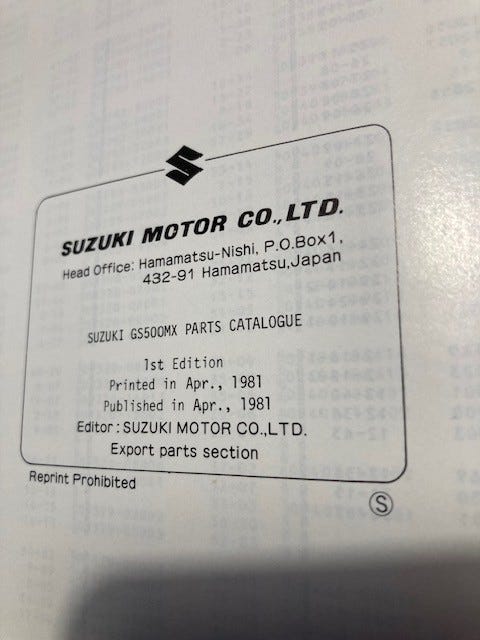 SUZUKI MOTOR CO.,LTD.
Head Office: Hamamatsu-Nishi, P.O.Box1,
432-91 Hamamatsu,Japan
SUZUKI GS500MX PARTS CATALOGUE
1st Edition
Printed in Apr., 1981
Published in Apr., 1981
Editor : SUZUKI MOTOR CO.,LTD.
Export parts section
Reprint Prohibited
Ⓢ